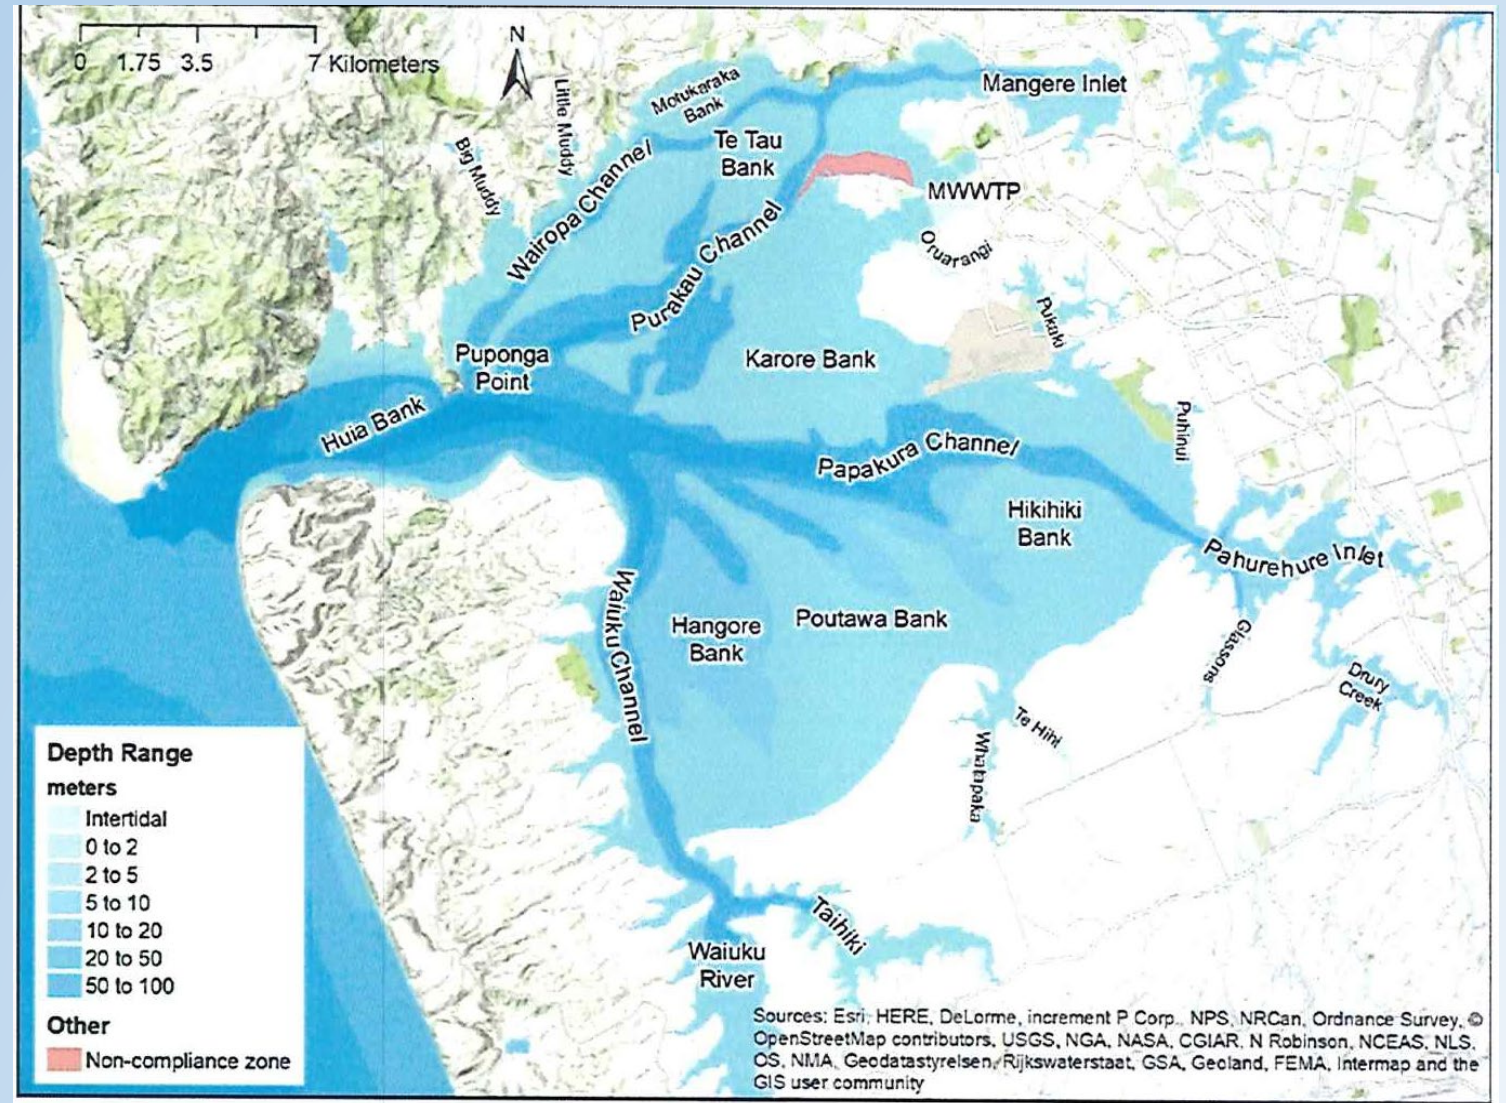 0 1.75 3.5 7 Kilometers
N
Motukaraka
Bank
Mangere Inlet
Little Muddy
Big Muddy
Te Tau
Bank
Wairopa Channel
MWWTP
Purakau Channel
Oruarangi
Pukaki
Puponga
Point
Karore Bank
Huia Bank
Puhinui
Papakura Channel
Hikihiki
Bank
Pahurehure Inlet
Waiuku Channel
Hangore
Bank
Poutawa Bank
Glassons
Drury
Creek
Te Hihi
Whatapaka
Taihiki
Waiuku
River
Depth Range
meters
Intertidal
0 to 2
2 to 5
5 to 10
10 to 20
20 to 50
50 to 100
Other
Non-compliance zone
Sources: Esri, HERE, DeLorme, increment P Corp., NPS, NRCan, Ordnance Survey, ©
OpenStreetMap contributors, USGS, NGA, NASA, CGIAR, N Robinson, NCEAS, NLS,
OS, NMA, Geodatastyrelsen, Rijkswaterstaat, GSA, Geoland, FEMA, Intermap and the
GIS user community